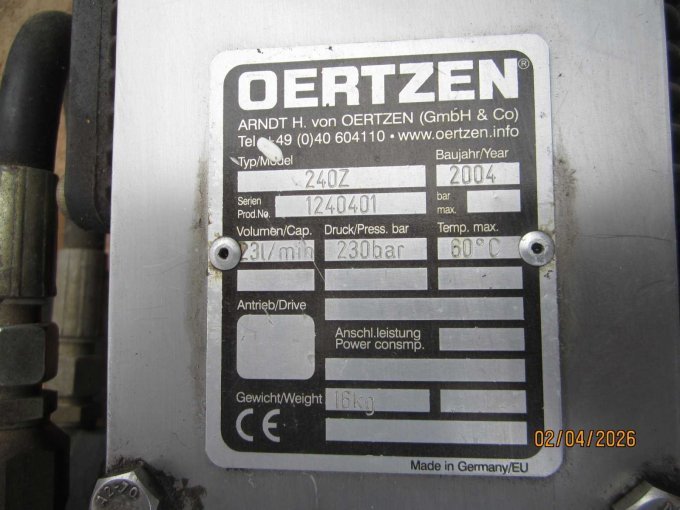 OERTZEN®
ARNDT H. von OERTZEN (GmbH & Co)
Tel +49 (0)40 604110 • www.oertzen.info
Typ/Model Baujahr/Year
240Z 2004
Serien Prod.No. 1240401 bar max.
Volumen/Cap. Druck/Press. bar Temp. max.
23l/min 230bar 60°C
Antrieb/Drive
Anschl.leistung
Power consmp.
Gewicht/Weight 16kg
CE
Made in Germany/EU
A2-70
02/04/2026